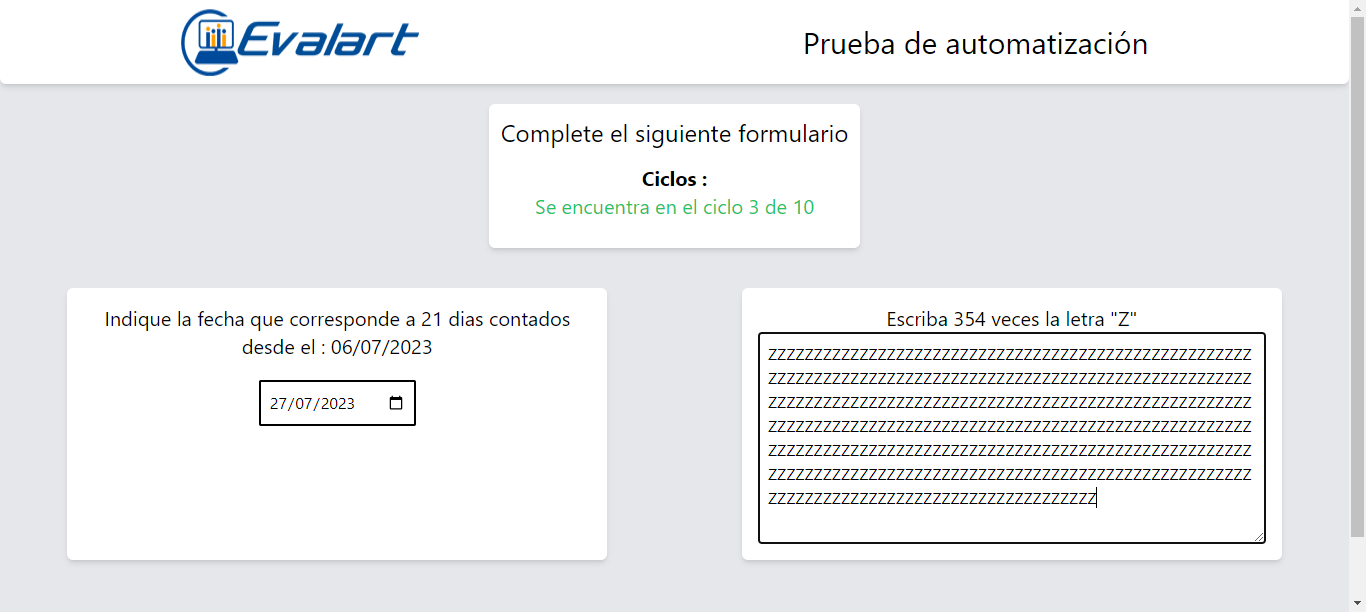 Evalart
Prueba de automatización
Complete el siguiente formulario
Ciclos :
Se encuentra en el ciclo 3 de 10
Indique la fecha que corresponde a 21 dias contados
desde el : 06/07/2023
27/07/2023
Escriba 354 veces la letra "Z"
ZZZZZZZZZZZZZZZZZZZZZZZZZZZZZZZZZZZZZZZZZZZZZZZZZZZZZ
ZZZZZZZZZZZZZZZZZZZZZZZZZZZZZZZZZZZZZZZZZZZZZZZZZZZZZ
ZZZZZZZZZZZZZZZZZZZZZZZZZZZZZZZZZZZZZZZZZZZZZZZZZZZZZ
ZZZZZZZZZZZZZZZZZZZZZZZZZZZZZZZZZZZZZZZZZZZZZZZZZZZZZ
ZZZZZZZZZZZZZZZZZZZZZZZZZZZZZZZZZZZZZZZZZZZZZZZZZZZZZ
ZZZZZZZZZZZZZZZZZZZZZZZZZZZZZZZZZZZZZZZZZZZZZZZZZZZZZ
ZZZZZZZZZZZZZZZZZZZZZZZZZZZZZZZZZZZZ